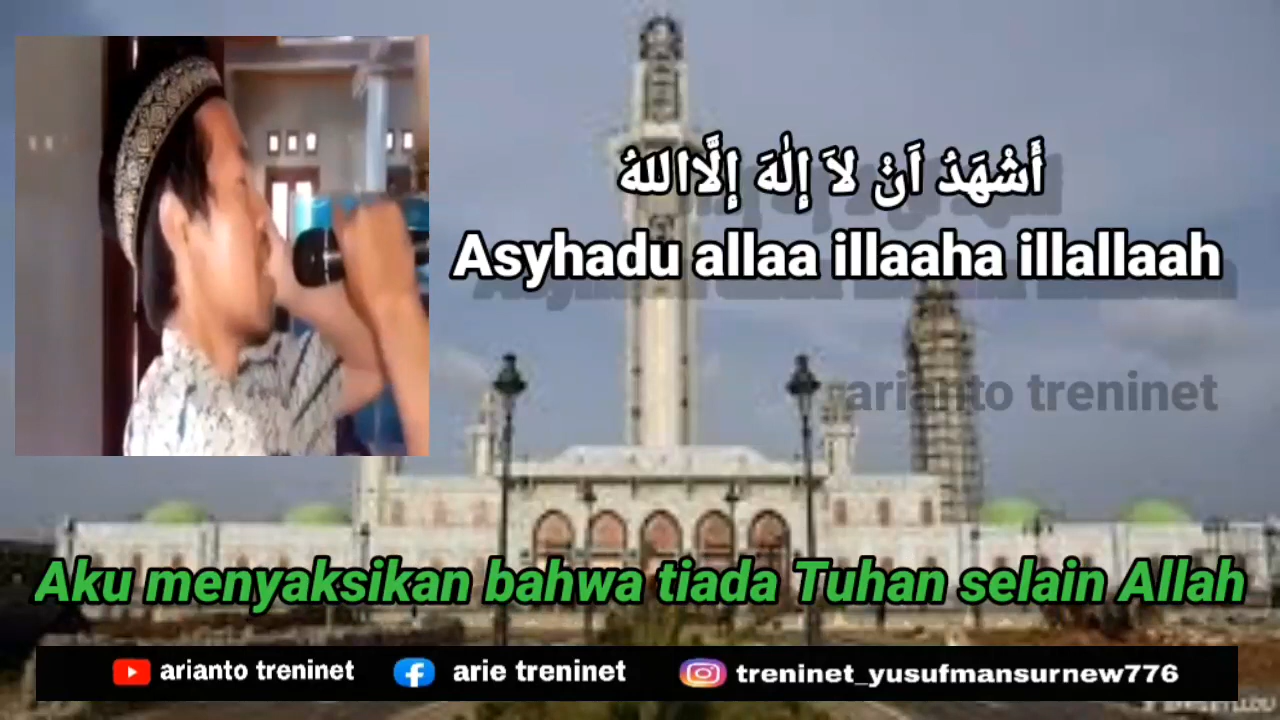 أَشْهَدُ اَنْ لاَ إِلٰهَ إِلَّااللهُ
Asyhadu allaa illaaha illallaah
arianto treninet
Aku menyaksikan bahwa tiada Tuhan selain Allah
arianto treninet arie treninet treninet_yusufmansurnew776